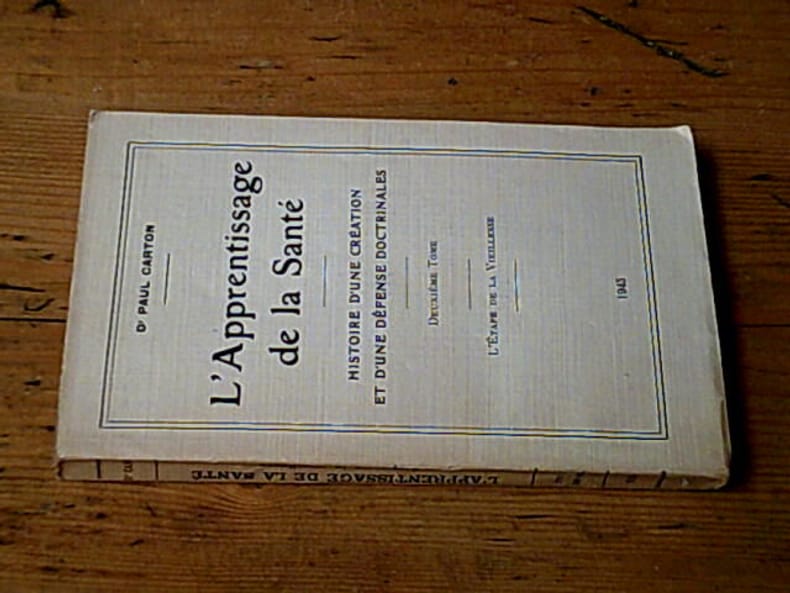 Dr PAUL CARTON
L'Apprentissage
de la Santé
HISTOIRE D'UNE CRÉATION
ET D'UNE DÉFENSE DOCTRINALES
DEUXIÈME TOME
L'ÉTAPE DE LA VIEILLESSE
1943
L'APPRENTISSAGE DE LA SANTÉ